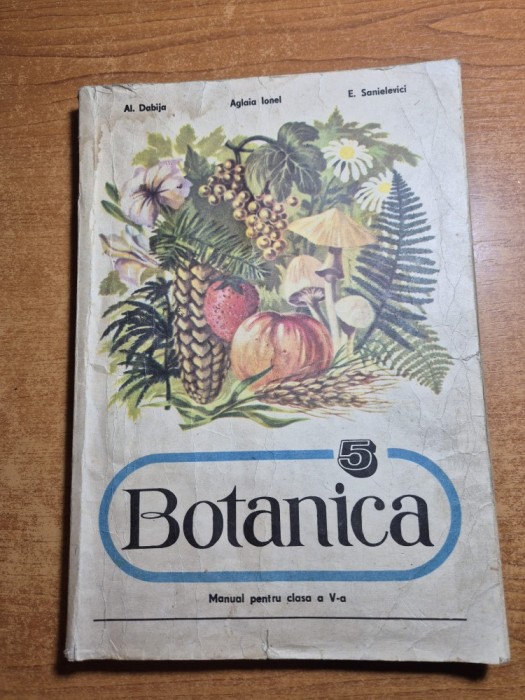 Al. Dabija Aglaia Ionel E. Sanielevici
5
Botanica
Manual pentru clasa a V-a